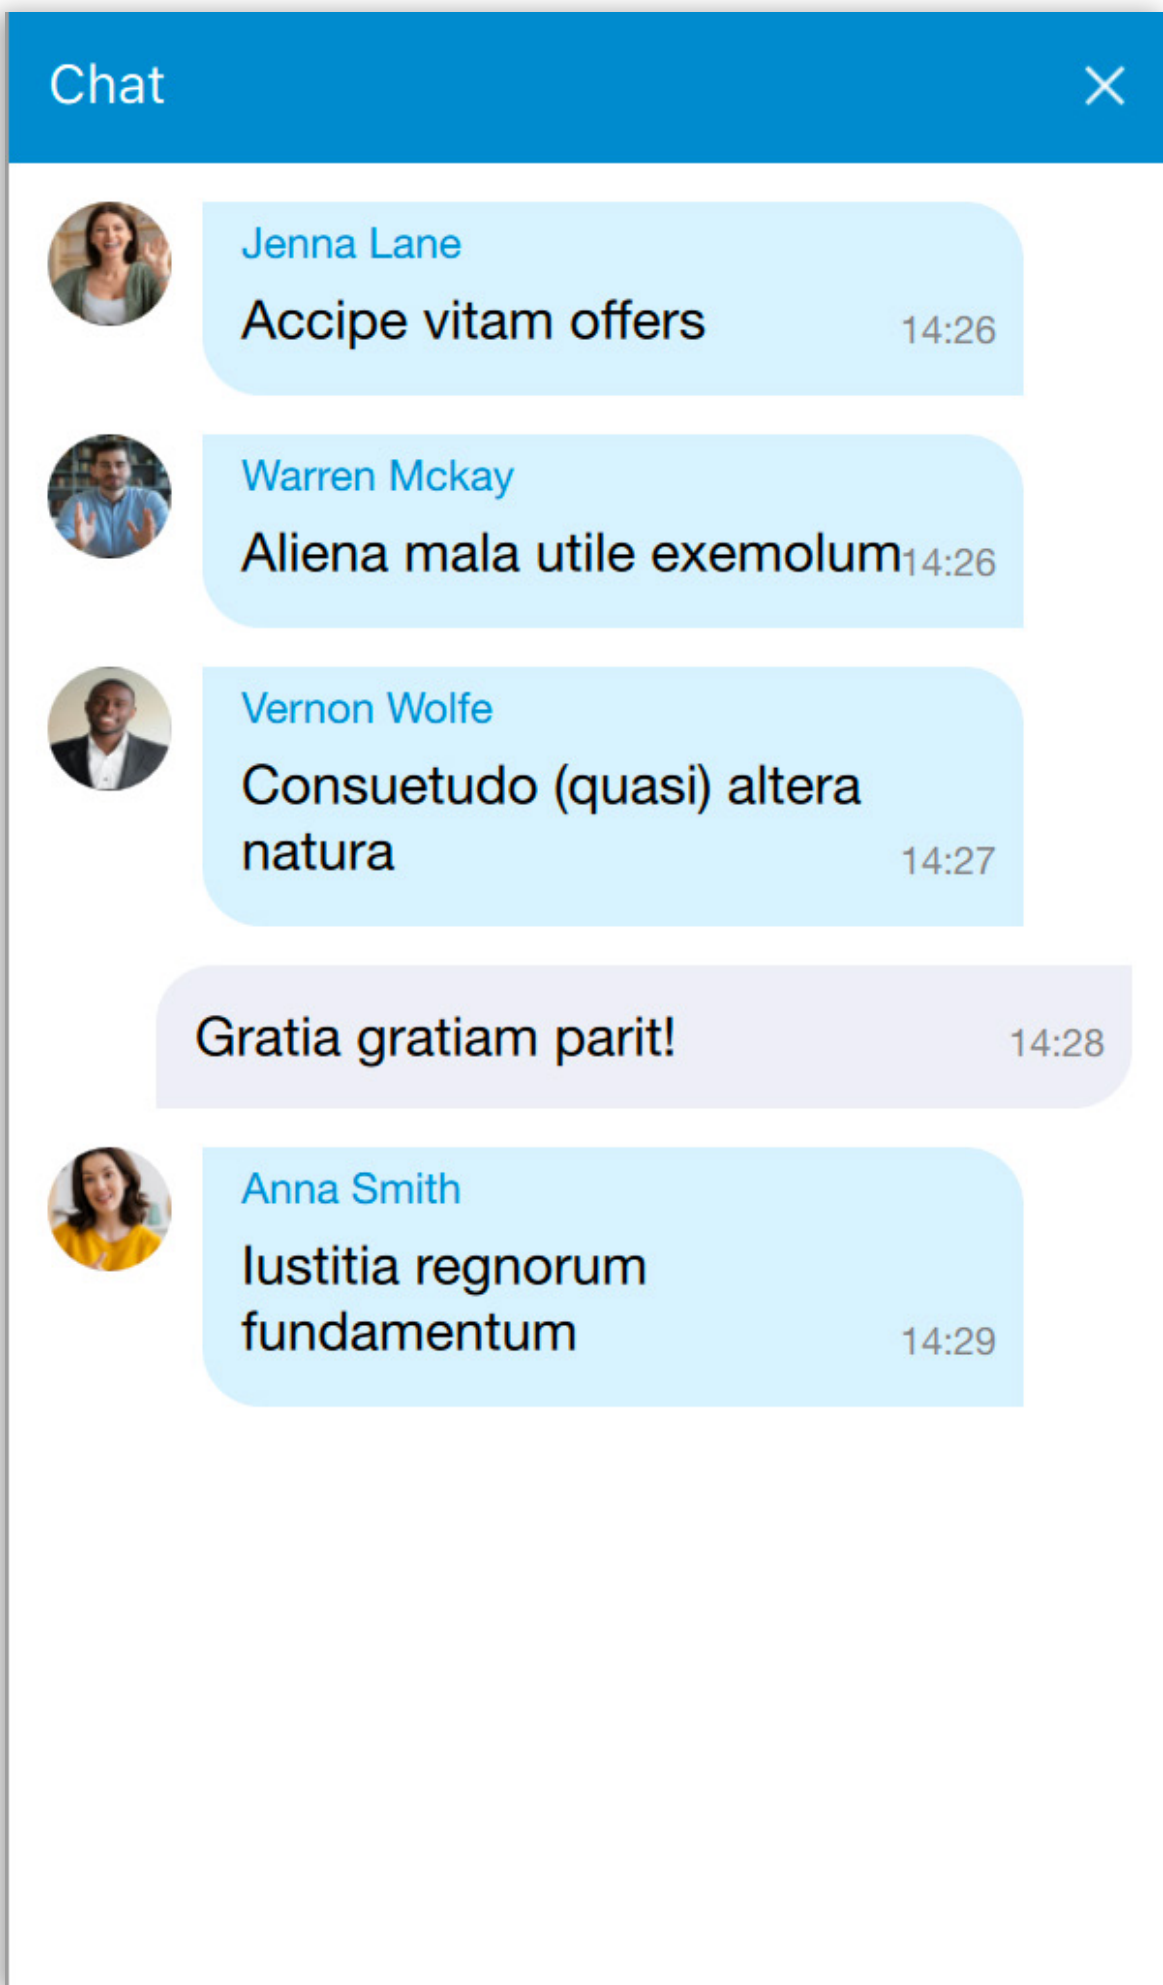 Chat
Jenna Lane
Accipe vitam offers
14:26
Warren Mckay
Aliena mala utile exemolum
14:26
Vernon Wolfe
Consuetudo (quasi) altera
natura
14:27
Gratia gratiam parit!
14:28
Anna Smith
Iustitia regnorum
fundamentum
14:29